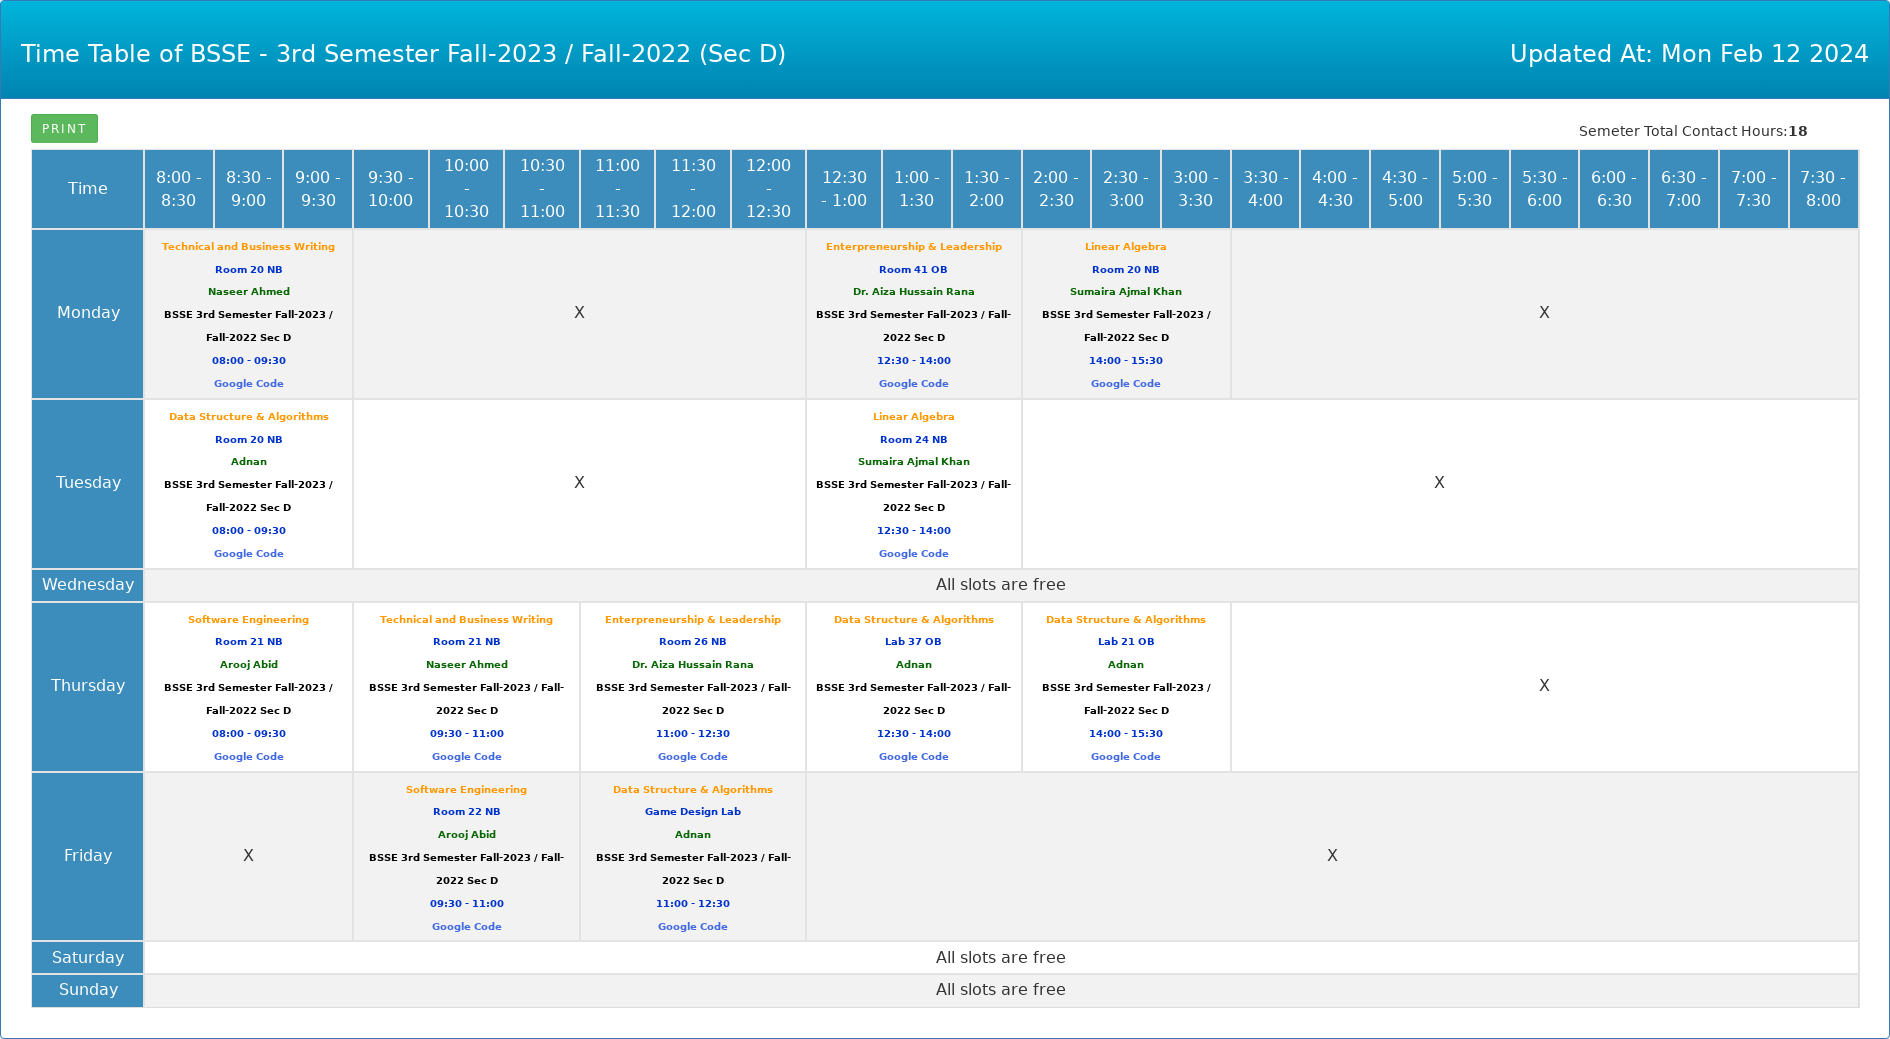 Time Table of BSSE - 3rd Semester Fall-2023 / Fall-2022 (Sec D)
Updated At: Mon Feb 12 2024
PRINT
Semeter Total Contact Hours:18
Time
8:00 -
8:30
8:30 -
9:00
9:00 -
9:30
9:30 -
10:00
10:00
-
10:30
10:30
-
11:00
11:00
-
11:30
11:30
-
12:00
12:00
-
12:30
12:30
- 1:00
1:00 -
1:30
1:30 -
2:00
2:00 -
2:30
2:30 -
3:00
3:00 -
3:30
3:30 -
4:00
4:00 -
4:30
4:30 -
5:00
5:00 -
5:30
5:30 -
6:00
6:00 -
6:30
6:30 -
7:00
7:00 -
7:30
7:30 -
8:00
Monday
Technical and Business Writing
Room 20 NB
Naseer Ahmed
BSSE 3rd Semester Fall-2023 /
Fall-2022 Sec D
08:00 - 09:30
Google Code
X
Enterpreneurship & Leadership
Room 41 OB
Dr. Aiza Hussain Rana
BSSE 3rd Semester Fall-2023 / Fall-
2022 Sec D
12:30 - 14:00
Google Code
Linear Algebra
Room 20 NB
Sumaira Ajmal Khan
BSSE 3rd Semester Fall-2023 /
Fall-2022 Sec D
14:00 - 15:30
Google Code
X
Tuesday
Data Structure & Algorithms
Room 20 NB
Adnan
BSSE 3rd Semester Fall-2023 /
Fall-2022 Sec D
08:00 - 09:30
Google Code
X
Linear Algebra
Room 24 NB
Sumaira Ajmal Khan
BSSE 3rd Semester Fall-2023 / Fall-
2022 Sec D
12:30 - 14:00
Google Code
X
Wednesday
All slots are free
Thursday
Software Engineering
Room 21 NB
Arooj Abid
BSSE 3rd Semester Fall-2023 /
Fall-2022 Sec D
08:00 - 09:30
Google Code
Technical and Business Writing
Room 21 NB
Naseer Ahmed
BSSE 3rd Semester Fall-2023 / Fall-
2022 Sec D
09:30 - 11:00
Google Code
Enterpreneurship & Leadership
Room 26 NB
Dr. Aiza Hussain Rana
BSSE 3rd Semester Fall-2023 / Fall-
2022 Sec D
11:00 - 12:30
Google Code
Data Structure & Algorithms
Lab 37 OB
Adnan
BSSE 3rd Semester Fall-2023 / Fall-
2022 Sec D
12:30 - 14:00
Google Code
Data Structure & Algorithms
Lab 21 OB
Adnan
BSSE 3rd Semester Fall-2023 /
Fall-2022 Sec D
14:00 - 15:30
Google Code
X
Friday
X
Software Engineering
Room 22 NB
Arooj Abid
BSSE 3rd Semester Fall-2023 / Fall-
2022 Sec D
09:30 - 11:00
Google Code
Data Structure & Algorithms
Game Design Lab
Adnan
BSSE 3rd Semester Fall-2023 / Fall-
2022 Sec D
11:00 - 12:30
Google Code
X
Saturday
All slots are free
Sunday
All slots are free